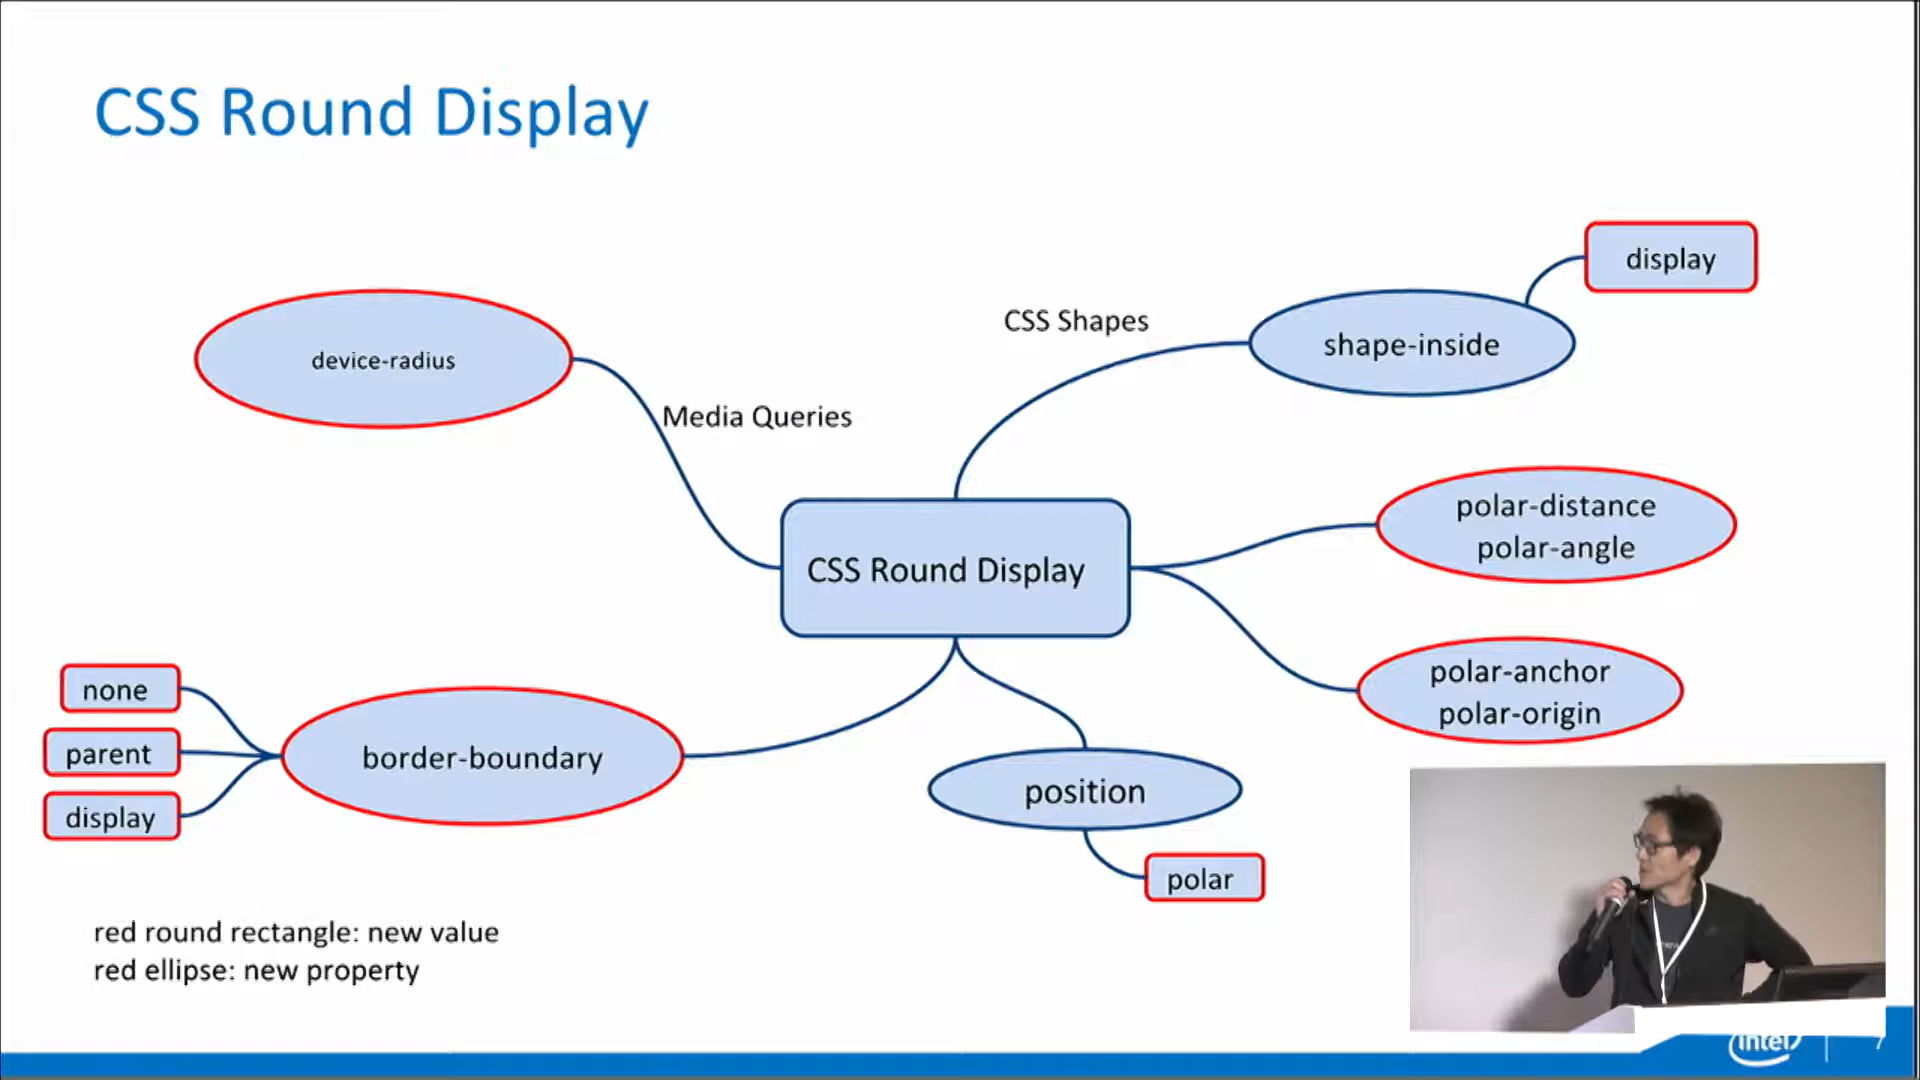 CSS Round Display
display
CSS Shapes
shape-inside
device-radius
Media Queries
polar-distance
polar-angle
CSS Round Display
polar-anchor
polar-origin
none
parent
display
border-boundary
position
polar
red round rectangle: new value
red ellipse: new property
intel
7